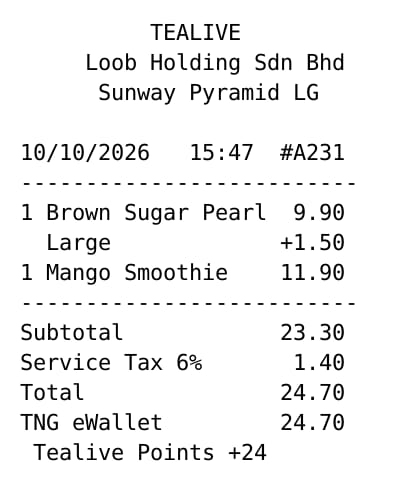 TEALIVE
Loob Holding Sdn Bhd
Sunway Pyramid LG
10/10/2026 15:47 #A231
-------------------------- 
1 Brown Sugar Pearl 9.90
Large +1.50
1 Mango Smoothie 11.90
--------------------------
Subtotal 23.30
Service Tax 6% 1.40
Total 24.70
TNG eWallet 24.70
Tealive Points +24